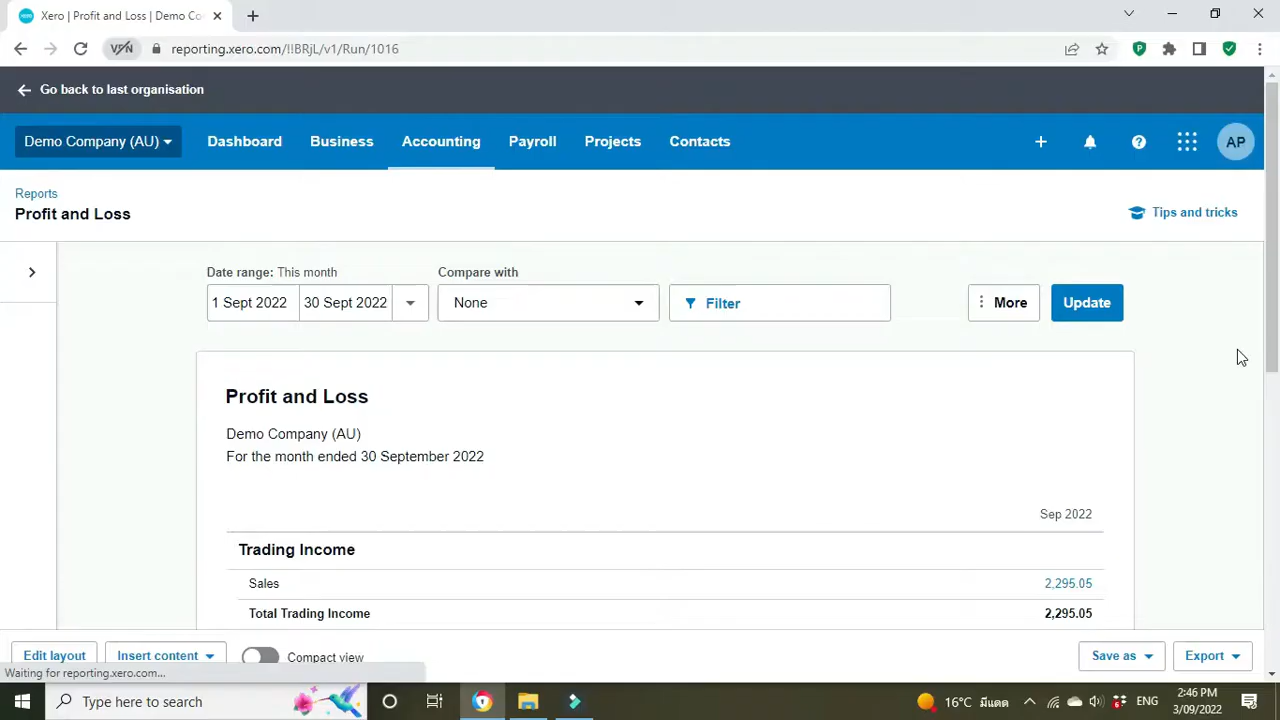 Xero | Profit and Loss | Demo Co
reporting.xero.com/!!BRjL/v1/Run/1016
VPN
Go back to last organisation
Demo Company (AU)
Dashboard
Business
Accounting
Payroll
Projects
Contacts
AP
Reports
Profit and Loss
Tips and tricks
Date range: This month
Compare with
1 Sept 2022
30 Sept 2022
None
Filter
More
Update
Profit and Loss
Demo Company (AU)
For the month ended 30 September 2022
Sep 2022
Trading Income
Sales 2,295.05
Total Trading Income 2,295.05
Edit layout
Insert content
Compact view
Save as
Export
Waiting for reporting.xero.com...
Type here to search
16°C มีแดด
ENG
2:46 PM
3/09/2022